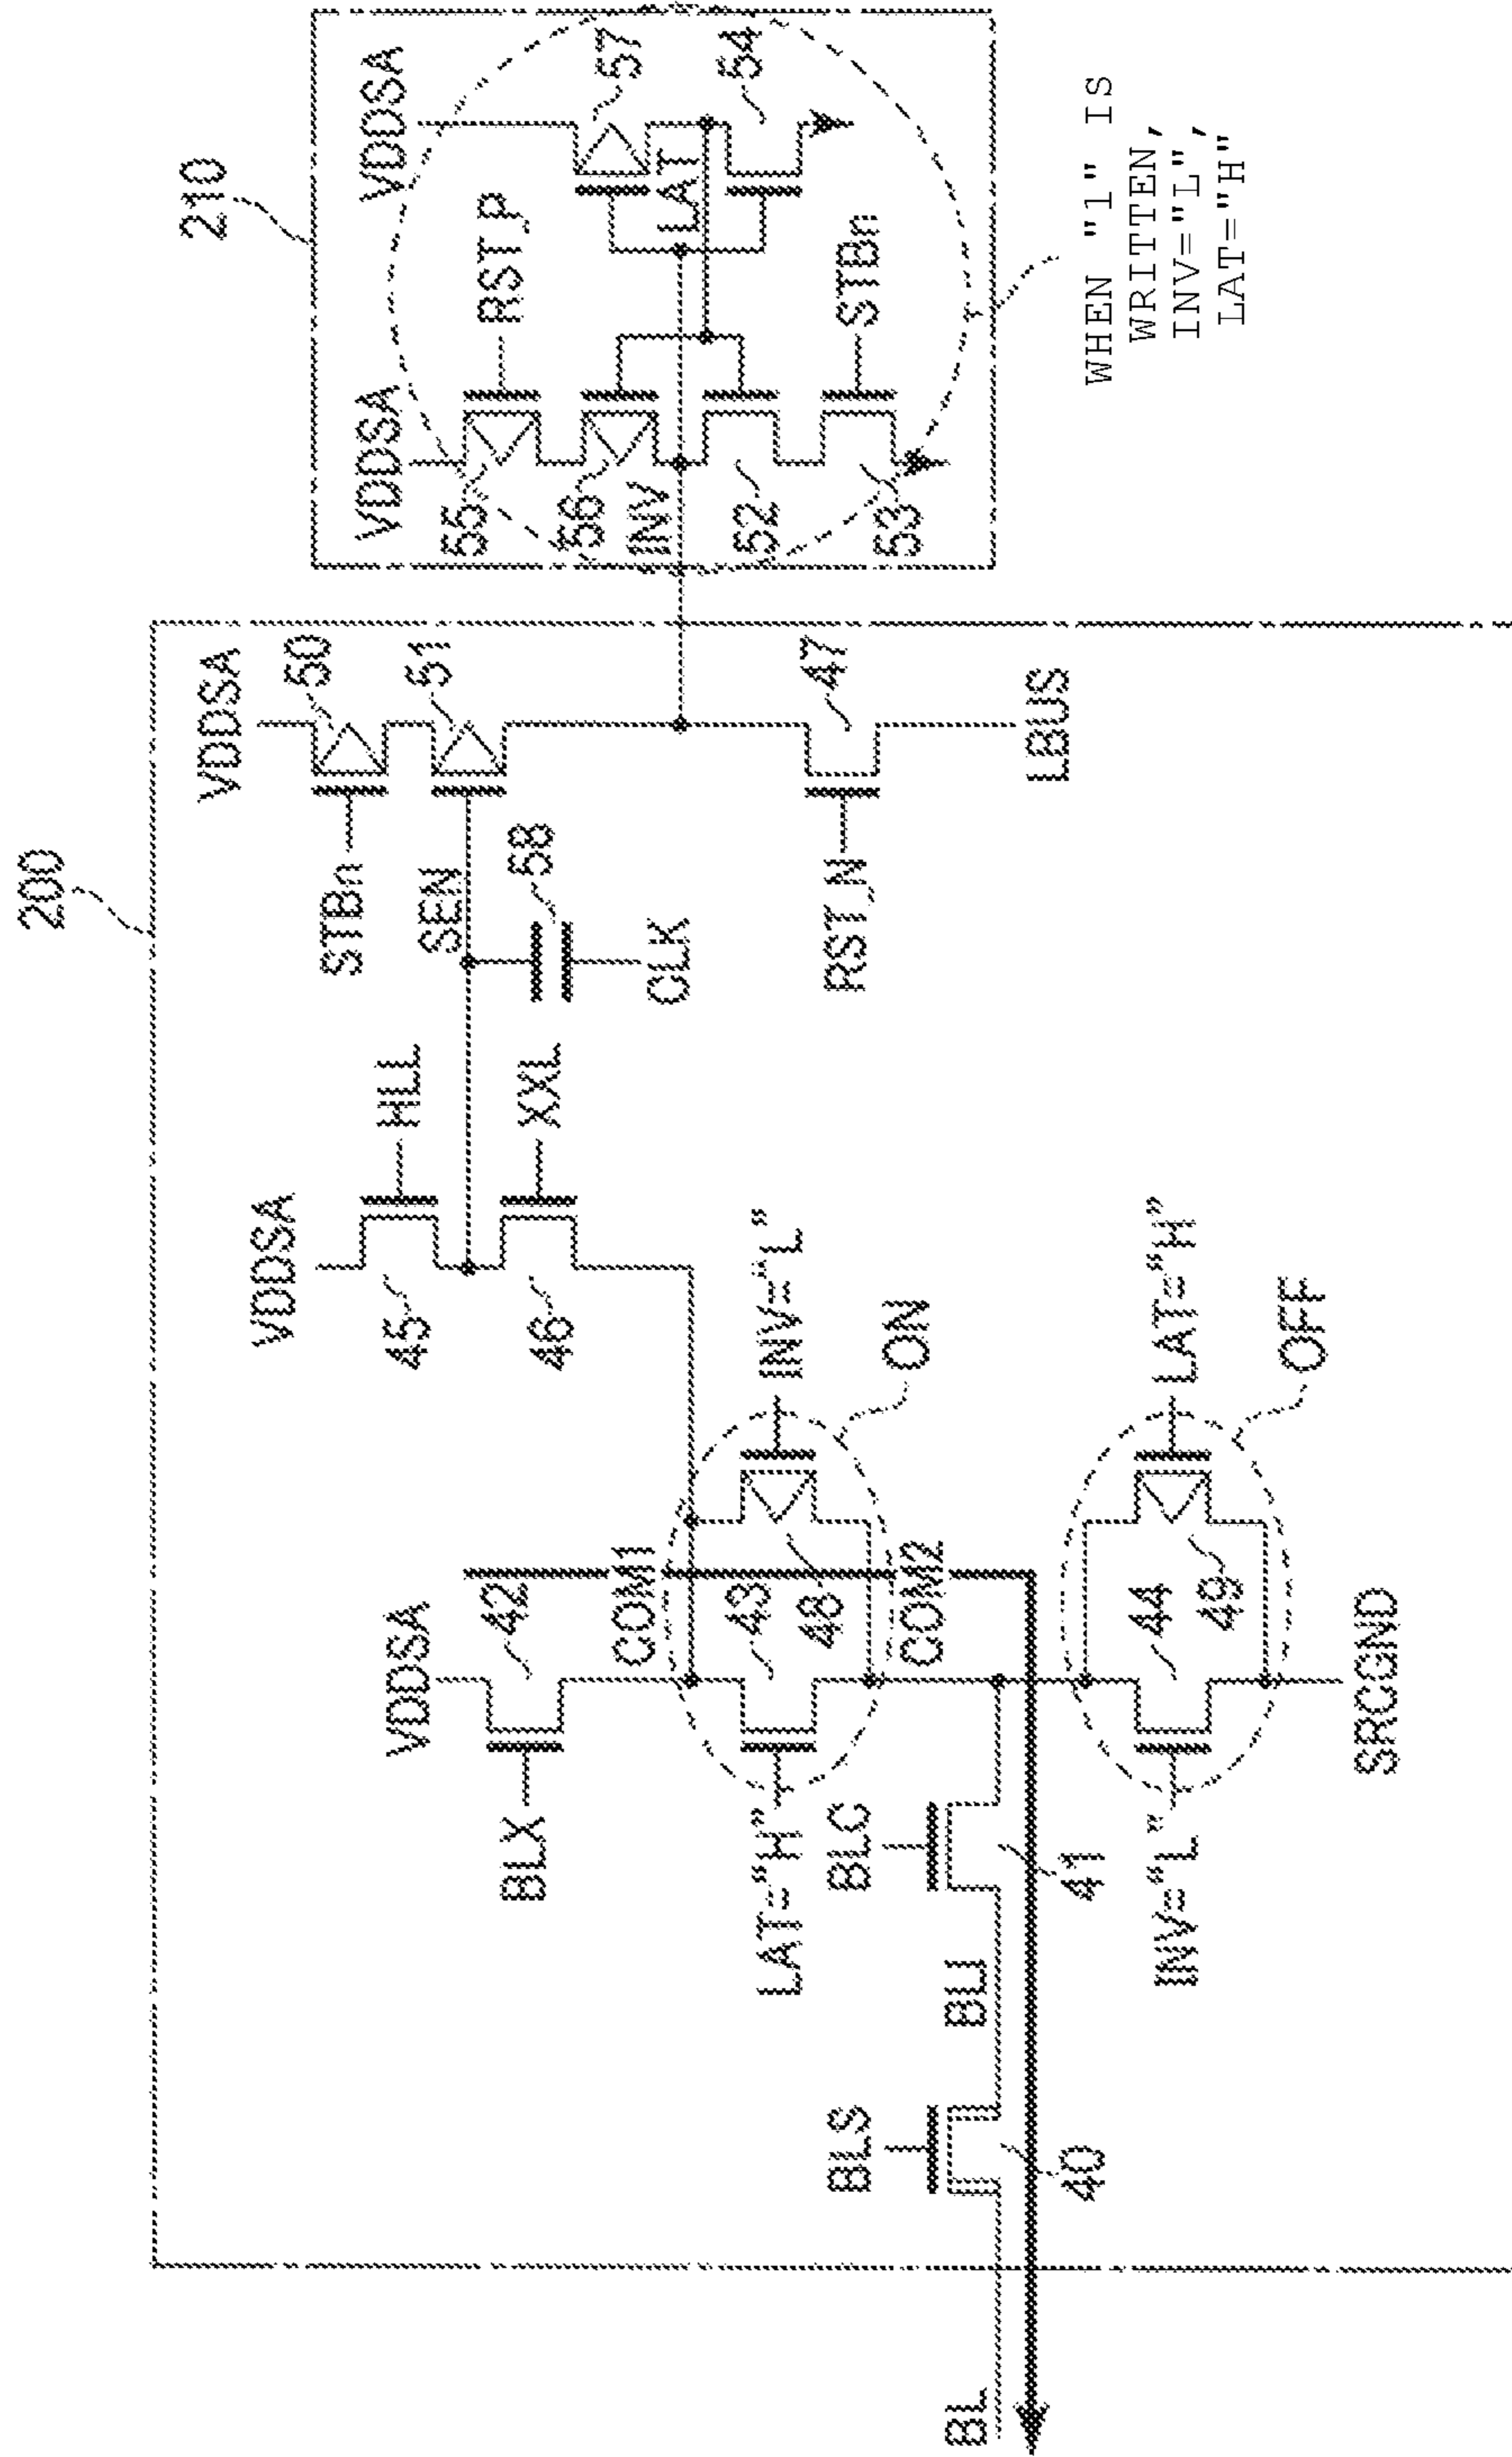 200
210
VDDSA
50
STBn
51
SEN
58
CLK
VDDSA
HLL
45
XXL
46
VDDSA
BLX
42
COM1
LAT="H"
43
48
INV="L"
ON
COM2
BLS
40
BLI
BLC
41
BL
INV="L"
44
49
LAT="H"
OFF
SRCGND
RST_N
47
LBUS
VDDSA
55
RST_P
56
INV
52
53
STBn
VDDSA
57
LAT
54
WHEN "1" IS
WRITTEN,
INV="L",
LAT="H"